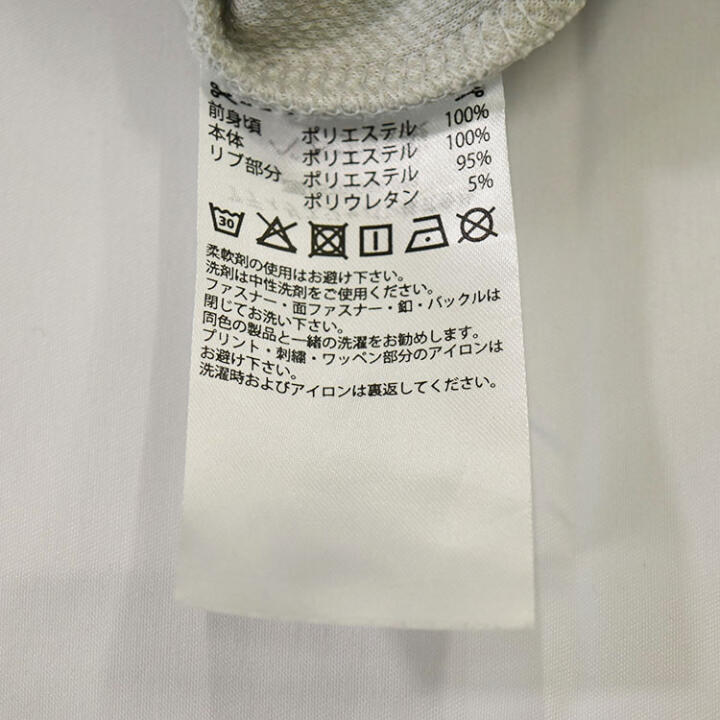 前身頃 ポリエステル 100%
本体 ポリエステル 100%
リブ部分 ポリエステル 95%
ポリウレタン 5%
30
柔軟剤の使用はお避け下さい。
洗剤は中性洗剤をご使用ください。
ファスナー・面ファスナー・釦・バックルは
閉じてお洗い下さい。
同色の製品と一緒の洗濯をお勧めします。
プリント・刺繍・ワッペン部分のアイロンは
お避け下さい。
洗濯時およびアイロンは裏返してください。